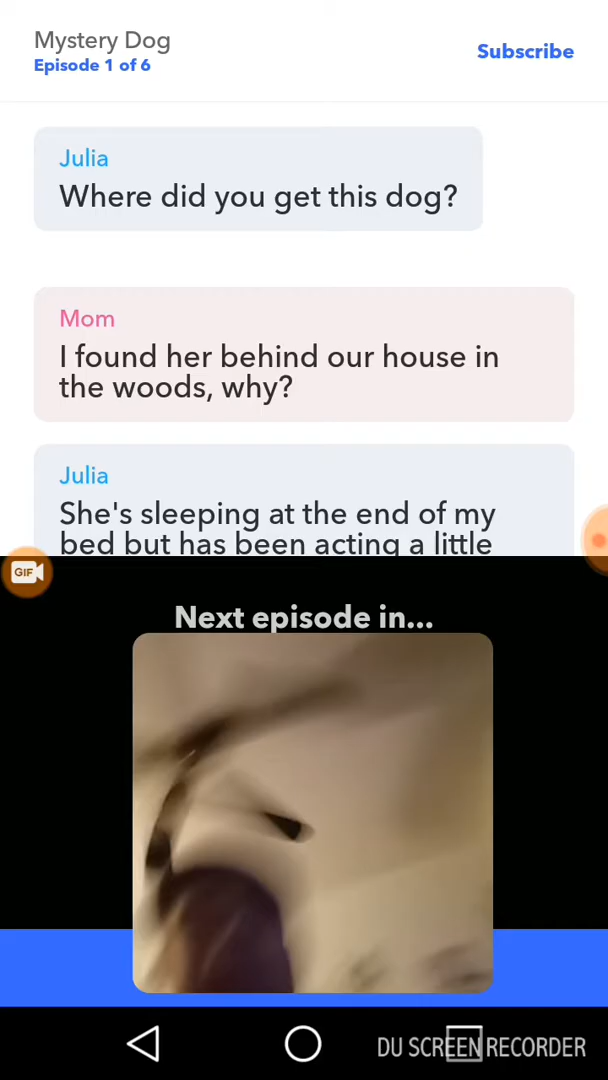 Mystery Dog
Episode 1 of 6
Subscribe
Julia
Where did you get this dog?
Mom
I found her behind our house in
the woods, why?
Julia
She's sleeping at the end of my
bed but has been acting a little
GIF
Next episode in...
DU SCREEN RECORDER